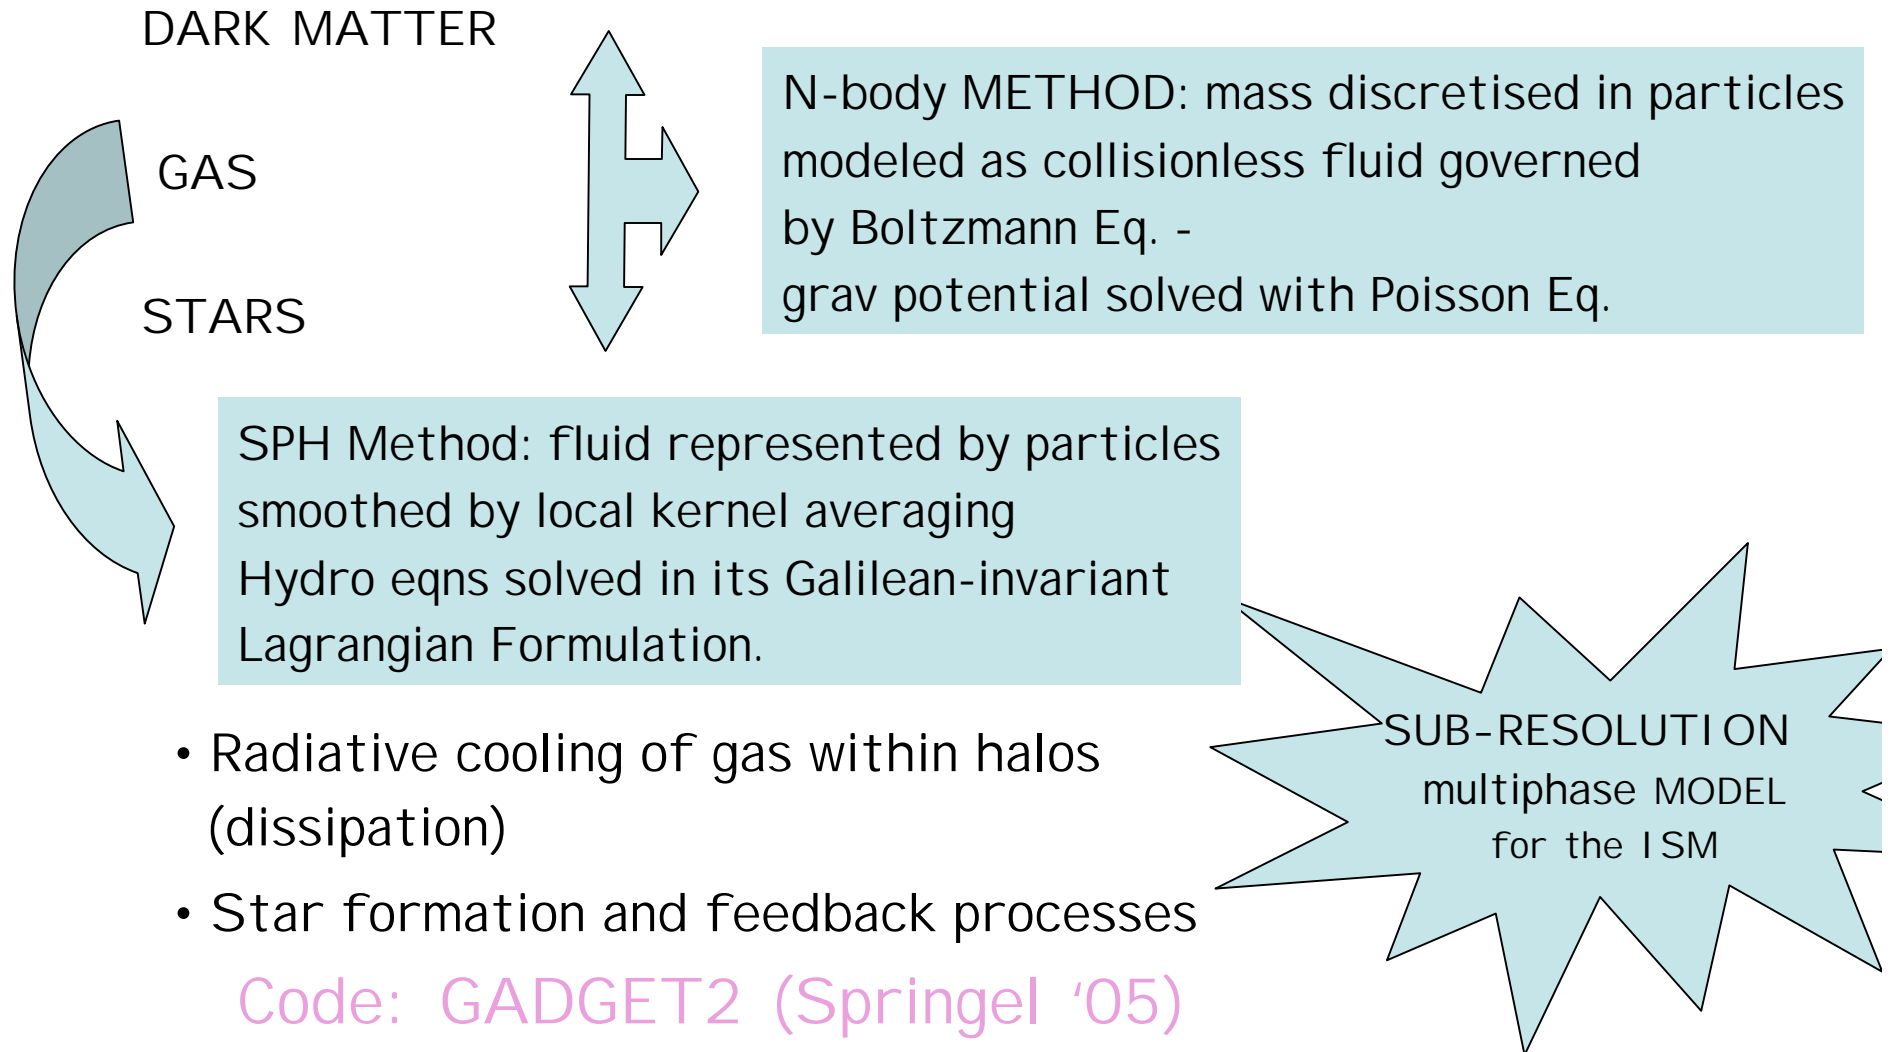 DARK MATTER
GAS
STARS
N-body METHOD: mass discretised in particles
modeled as collisionless fluid governed
by Boltzmann Eq. -
grav potential solved with Poisson Eq.
SPH Method: fluid represented by particles
smoothed by local kernel averaging
Hydro eqns solved in its Galilean-invariant
Lagrangian Formulation.
• Radiative cooling of gas within halos
(dissipation)
• Star formation and feedback processes
SUB-RESOLUTION
multiphase MODEL
for the ISM
Code: GADGET2 (Springel ‘05)